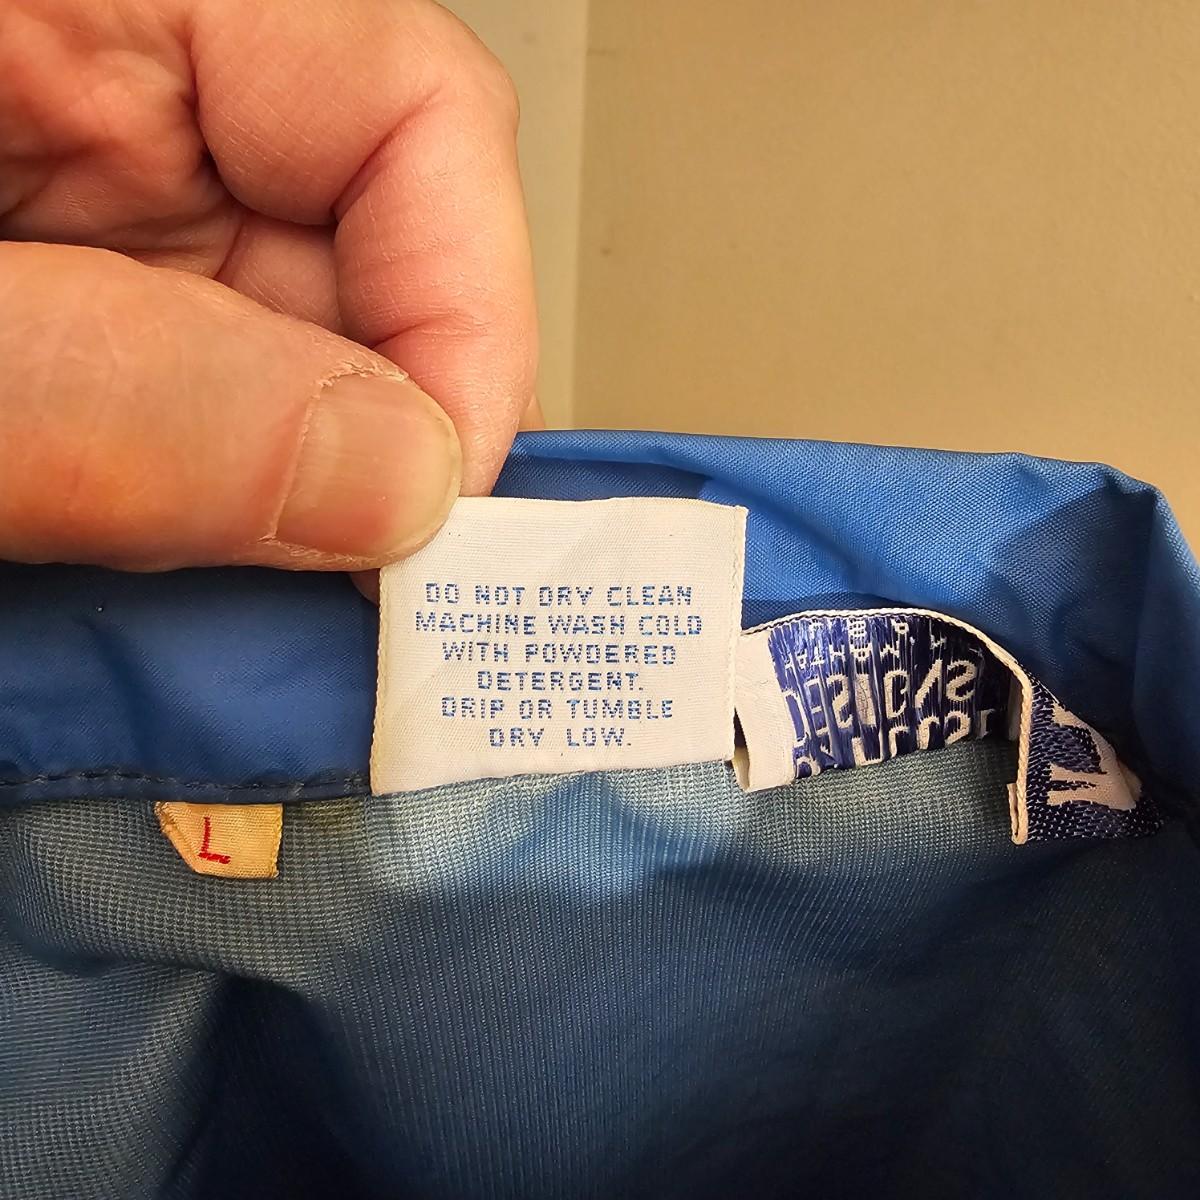 DO NOT DRY CLEAN
MACHINE WASH COLD
WITH POWDERED
DETERGENT.
DRIP OR TUMBLE
DRY LOW.
L